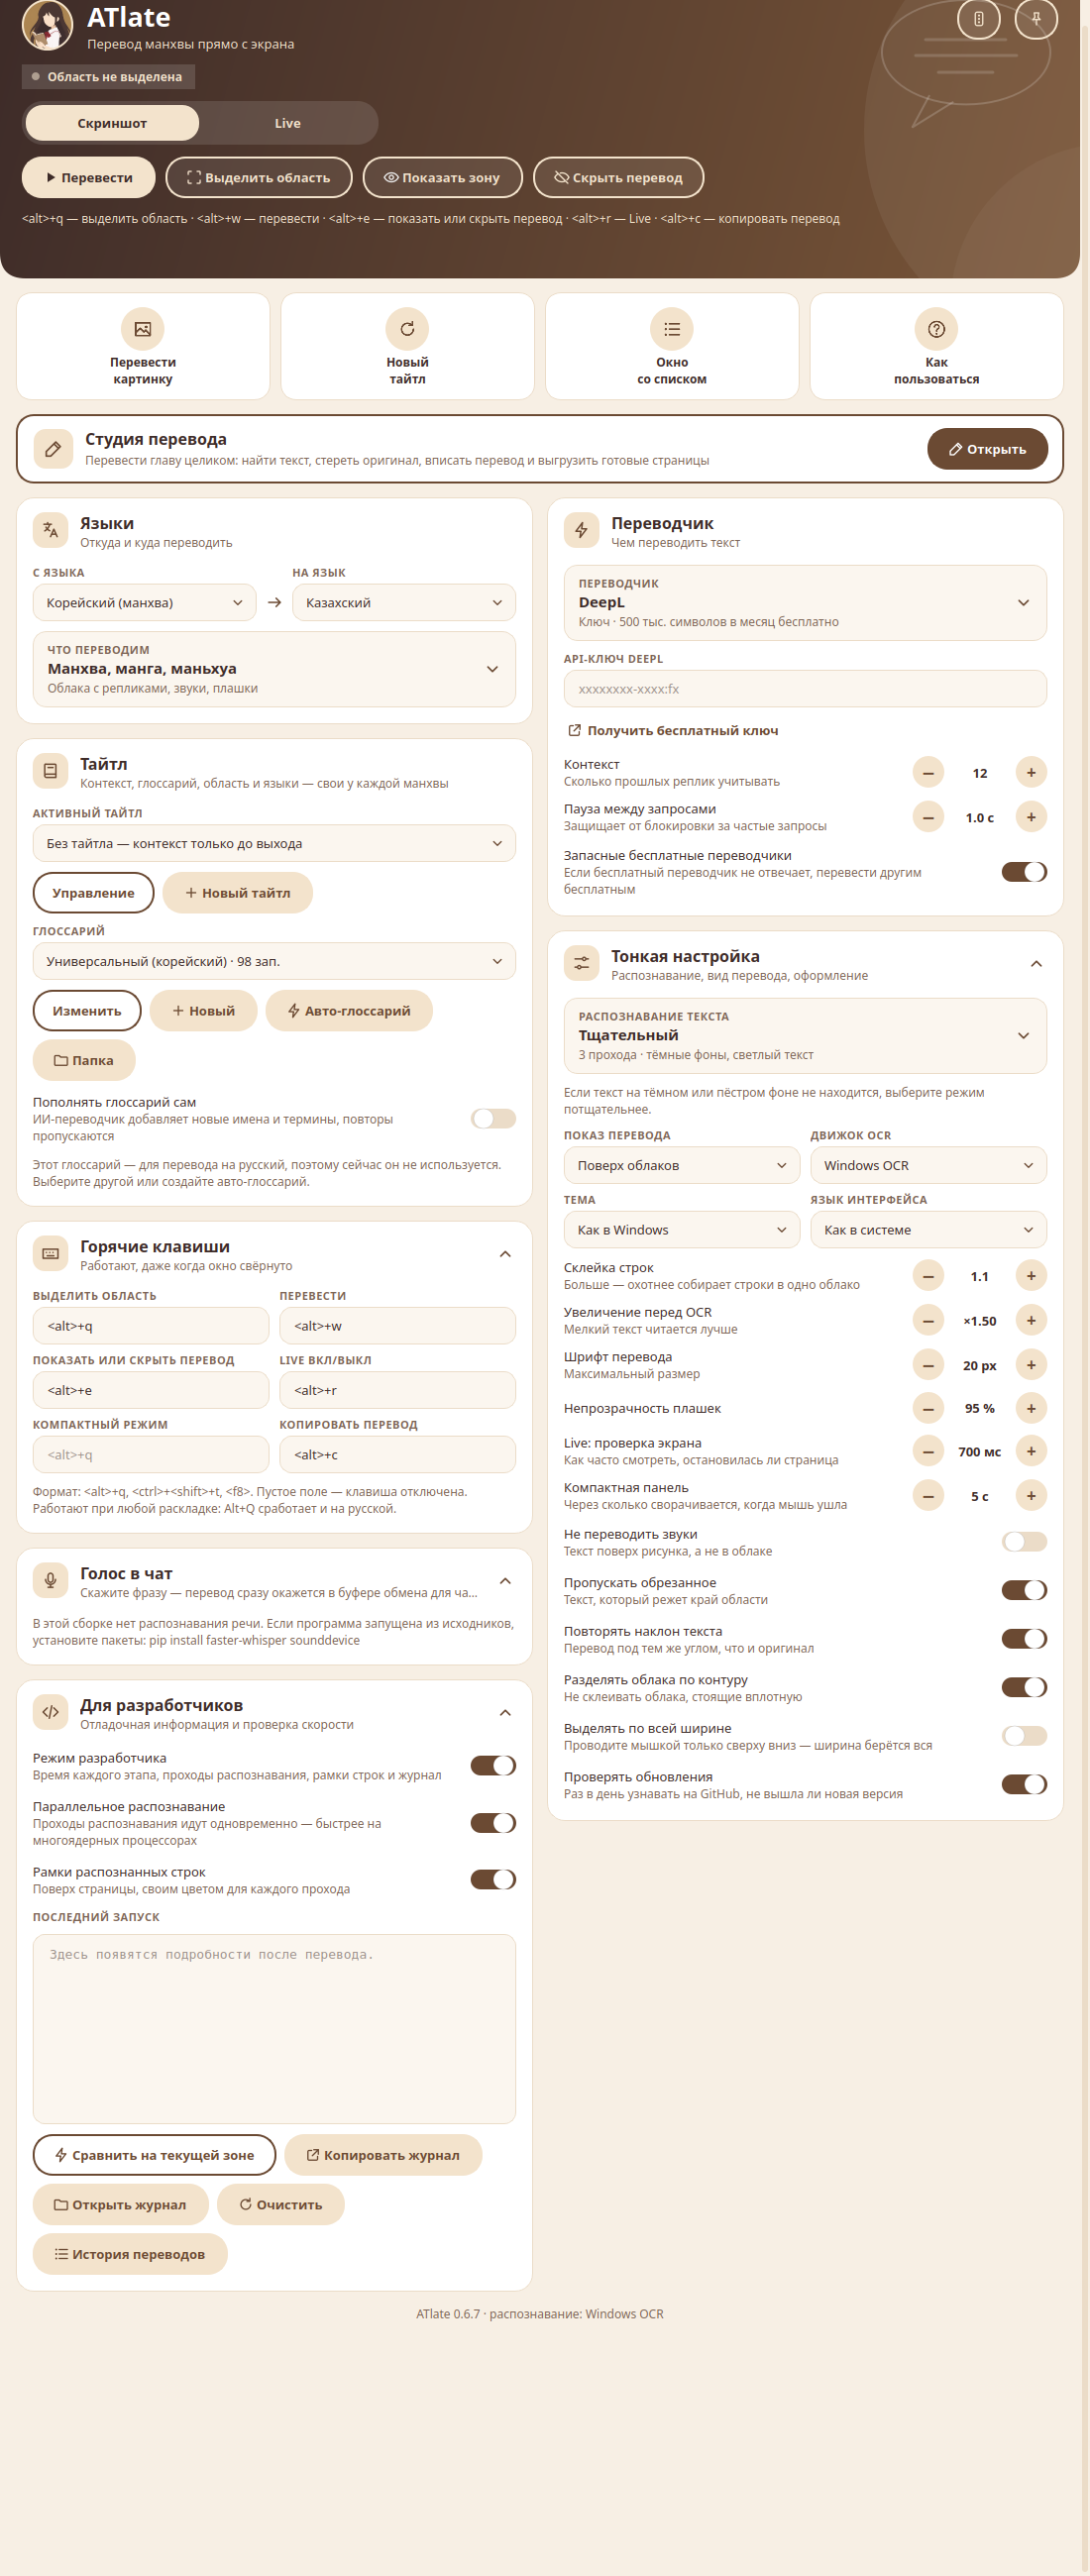 ATlate
Перевод манхвы прямо с экрана
Область не выделена
Скриншот
Live
Перевести
Выделить область
Показать зону
Скрыть перевод
<alt>+q — выделить область · <alt>+w — перевести · <alt>+e — показать или скрыть перевод · <alt>+r — Live · <alt>+c — копировать перевод
Перевести
картинку
Новый
тайтл
Окно
со списком
Как
пользоваться
Студия перевода
Перевести главу целиком: найти текст, стереть оригинал, вписать перевод и выгрузить готовые страницы
Открыть
Языки
Откуда и куда переводить
С ЯЗЫКА
НА ЯЗЫК
Корейский (манхва)
Казахский
ЧТО ПЕРЕВОДИМ
Манхва, манга, маньхуа
Облака с репликами, звуки, плашки
Тайтл
Контекст, глоссарий, область и языки — свои у каждой манхвы
АКТИВНЫЙ ТАЙТЛ
Без тайтла — контекст только до выхода
Управление
Новый тайтл
ГЛОССАРИЙ
Универсальный (корейский) · 98 зап.
Изменить
Новый
Авто-глоссарий
Папка
Пополнять глоссарий сам
ИИ-переводчик добавляет новые имена и термины, повторы
пропускаются
Этот глоссарий — для перевода на русский, поэтому сейчас он не используется.
Выберите другой или создайте авто-глоссарий.
Горячие клавиши
Работают, даже когда окно свёрнуто
ВЫДЕЛИТЬ ОБЛАСТЬ
ПЕРЕВЕСТИ
<alt>+q
<alt>+w
ПОКАЗАТЬ ИЛИ СКРЫТЬ ПЕРЕВОД
LIVE ВКЛ/ВЫКЛ
<alt>+e
<alt>+r
КОМПАКТНЫЙ РЕЖИМ
КОПИРОВАТЬ ПЕРЕВОД
<alt>+q
<alt>+c
Формат: <alt>+q, <ctrl>+<shift>+t, <f8>. Пустое поле — клавиша отключена.
Работают при любой раскладке: Alt+Q сработает и на русской.
Голос в чат
Скажите фразу — перевод сразу окажется в буфере обмена для ча...
В этой сборке нет распознавания речи. Если программа запущена из исходников,
установите пакеты: pip install faster-whisper sounddevice
Для разработчиков
Отладочная информация и проверка скорости
Режим разработчика
Время каждого этапа, проходы распознавания, рамки строк и журнал
Параллельное распознавание
Проходы распознавания идут одновременно — быстрее на
многоядерных процессорах
Рамки распознанных строк
Поверх страницы, своим цветом для каждого прохода
ПОСЛЕДНИЙ ЗАПУСК
Здесь появятся подробности после перевода.
Сравнить на текущей зоне
Копировать журнал
Открыть журнал
Очистить
История переводов
Переводчик
Чем переводить текст
ПЕРЕВОДЧИК
DeepL
Ключ · 500 тыс. символов в месяц бесплатно
API-КЛЮЧ DEEPL
xxxxxxxx-xxxx:fx
Получить бесплатный ключ
Контекст
Сколько прошлых реплик учитывать
— 12 +
Пауза между запросами
Защищает от блокировки за частые запросы
— 1.0 с +
Запасные бесплатные переводчики
Если бесплатный переводчик не отвечает, перевести другим
бесплатным
Тонкая настройка
Распознавание, вид перевода, оформление
РАСПОЗНАВАНИЕ ТЕКСТА
Тщательный
3 прохода · тёмные фоны, светлый текст
Если текст на тёмном или пёстром фоне не находится, выберите режим
потщательнее.
ПОКАЗ ПЕРЕВОДА
ДВИЖОК OCR
Поверх облаков
Windows OCR
ТЕМА
ЯЗЫК ИНТЕРФЕЙСА
Как в Windows
Как в системе
Склейка строк
Больше — охотнее собирает строки в одно облако
— 1.1 +
Увеличение перед OCR
Мелкий текст читается лучше
— ×1.50 +
Шрифт перевода
Максимальный размер
— 20 px +
Непрозрачность плашек
— 95 % +
Live: проверка экрана
Как часто смотреть, остановилась ли страница
— 700 мс +
Компактная панель
Через сколько сворачивается, когда мышь ушла
— 5 с +
Не переводить звуки
Текст поверх рисунка, а не в облаке
Пропускать обрезанное
Текст, который режет край области
Повторять наклон текста
Перевод под тем же углом, что и оригинал
Разделять облака по контуру
Не склеивать облака, стоящие вплотную
Выделять по всей ширине
Проводите мышкой только сверху вниз — ширина берётся вся
Проверять обновления
Раз в день узнавать на GitHub, не вышла ли новая версия
ATlate 0.6.7 · распознавание: Windows OCR